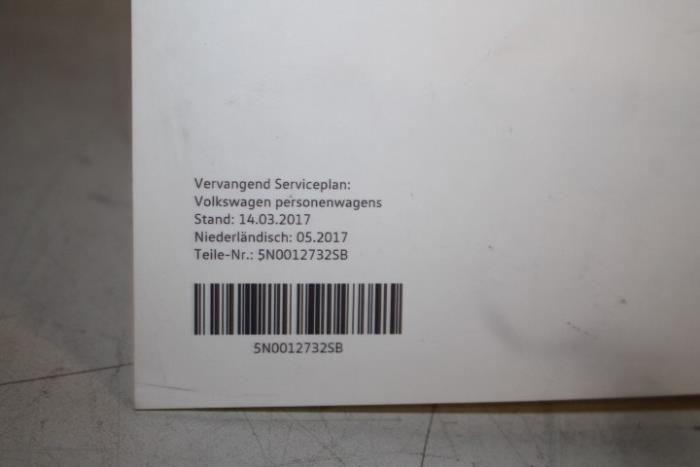 Vervangend Serviceplan:
Volkswagen personenwagens
Stand: 14.03.2017
Niederländisch: 05.2017
Teile-Nr.: 5N0012732SB
5N0012732SB